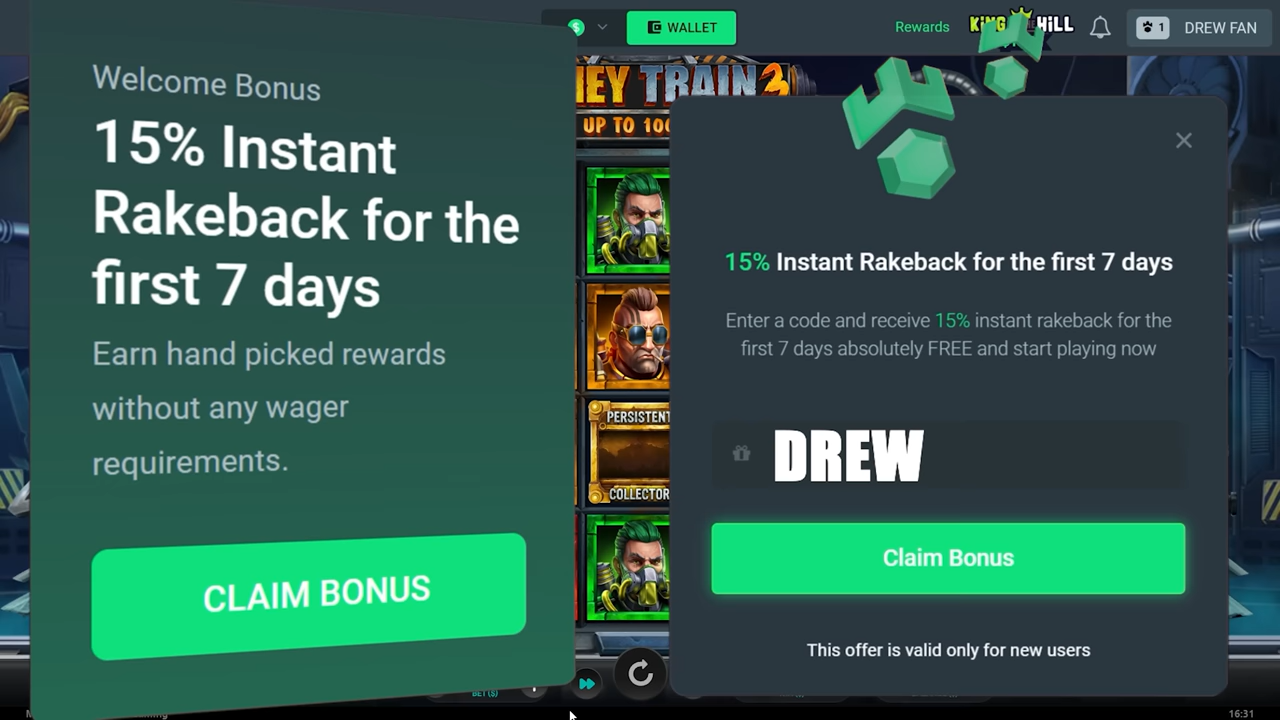 WALLET
Rewards
KING HILL
1
DREW FAN
Welcome Bonus
15% Instant
Rakeback for the
first 7 days
Earn hand picked rewards
without any wager
requirements.
CLAIM BONUS
TRAIN 3
UP TO
PERSISTENT
COLLECTOR
15% Instant Rakeback for the first 7 days
Enter a code and receive 15% instant rakeback for the
first 7 days absolutely FREE and start playing now
DREW
Claim Bonus
This offer is valid only for new users
BET($)
16:31